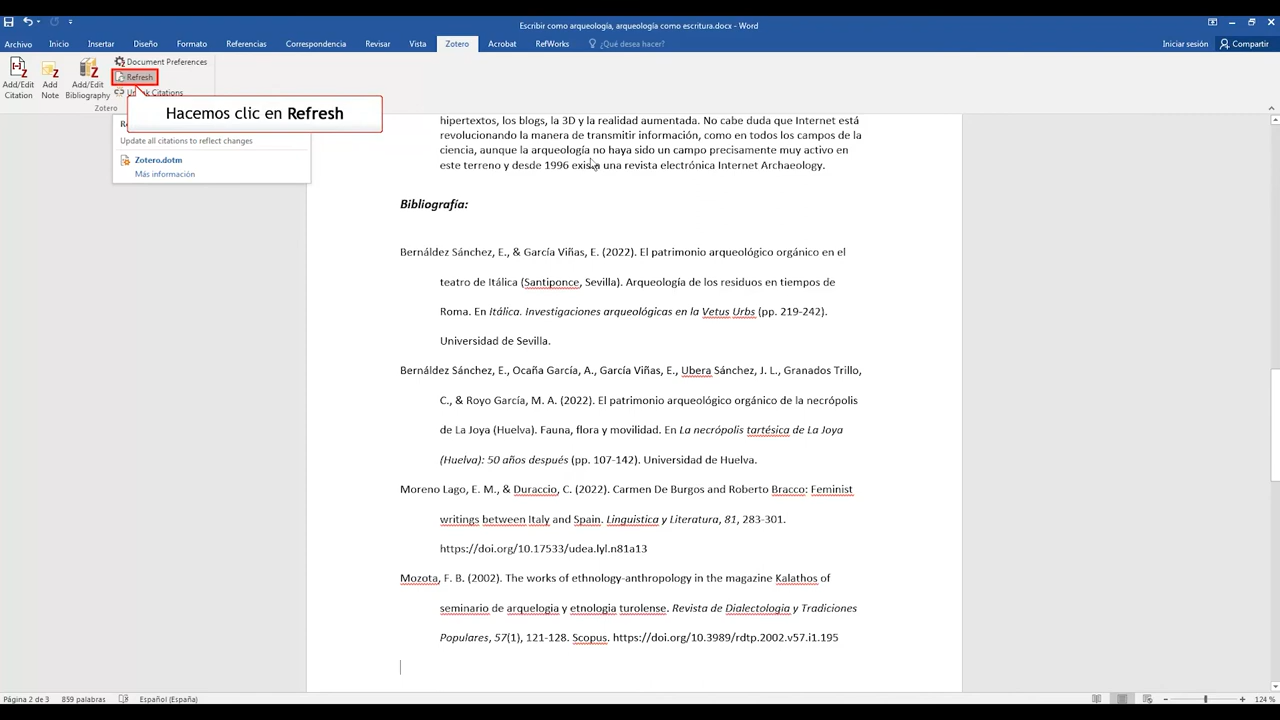 Escribir como arqueología, arqueología como escritura.docx - Word
Archivo Inicio Insertar Diseño Formato Referencias Correspondencia Revisar Vista Zotero Acrobat RefWorks ¿Qué desea hacer? Iniciar sesión Compartir
Add/Edit Citation
Add Note
Add/Edit Bibliography
Document Preferences
Refresh
Citations
Zotero
Hacemos clic en Refresh
Update all citations to reflect changes
Zotero.dotm
Más información
hipertextos, los blogs, la 3D y la realidad aumentada. No cabe duda que Internet está
revolucionando la manera de transmitir información, como en todos los campos de la
ciencia, aunque la arqueología no haya sido un campo precisamente muy activo en
este terreno y desde 1996 existe una revista electrónica Internet Archaeology.
Bibliografía:
Bernáldez Sánchez, E., & García Viñas, E. (2022). El patrimonio arqueológico orgánico en el
teatro de Itálica (Santiponce, Sevilla). Arqueología de los residuos en tiempos de
Roma. En Itálica. Investigaciones arqueológicas en la Vetus Urbs (pp. 219-242).
Universidad de Sevilla.
Bernáldez Sánchez, E., Ocaña García, A., García Viñas, E., Ubera Sánchez, J. L., Granados Trillo,
C., & Royo García, M. A. (2022). El patrimonio arqueológico orgánico de la necrópolis
de La Joya (Huelva). Fauna, flora y movilidad. En La necrópolis tartésica de La Joya
(Huelva): 50 años después (pp. 107-142). Universidad de Huelva.
Moreno Lago, E. M., & Duraccio, C. (2022). Carmen De Burgos and Roberto Bracco: Feminist
writings between Italy and Spain. Linguistica y Literatura, 81, 283-301.
https://doi.org/10.17533/udea.lyl.n81a13
Mozota, F. B. (2002). The works of ethnology-anthropology in the magazine Kalathos of
seminario de arquelogia y etnologia turolense. Revista de Dialectologia y Tradiciones
Populares, 57(1), 121-128. Scopus. https://doi.org/10.3989/rdtp.2002.v57.i1.195
Página 2 de 3 859 palabras Español (España) 124 %